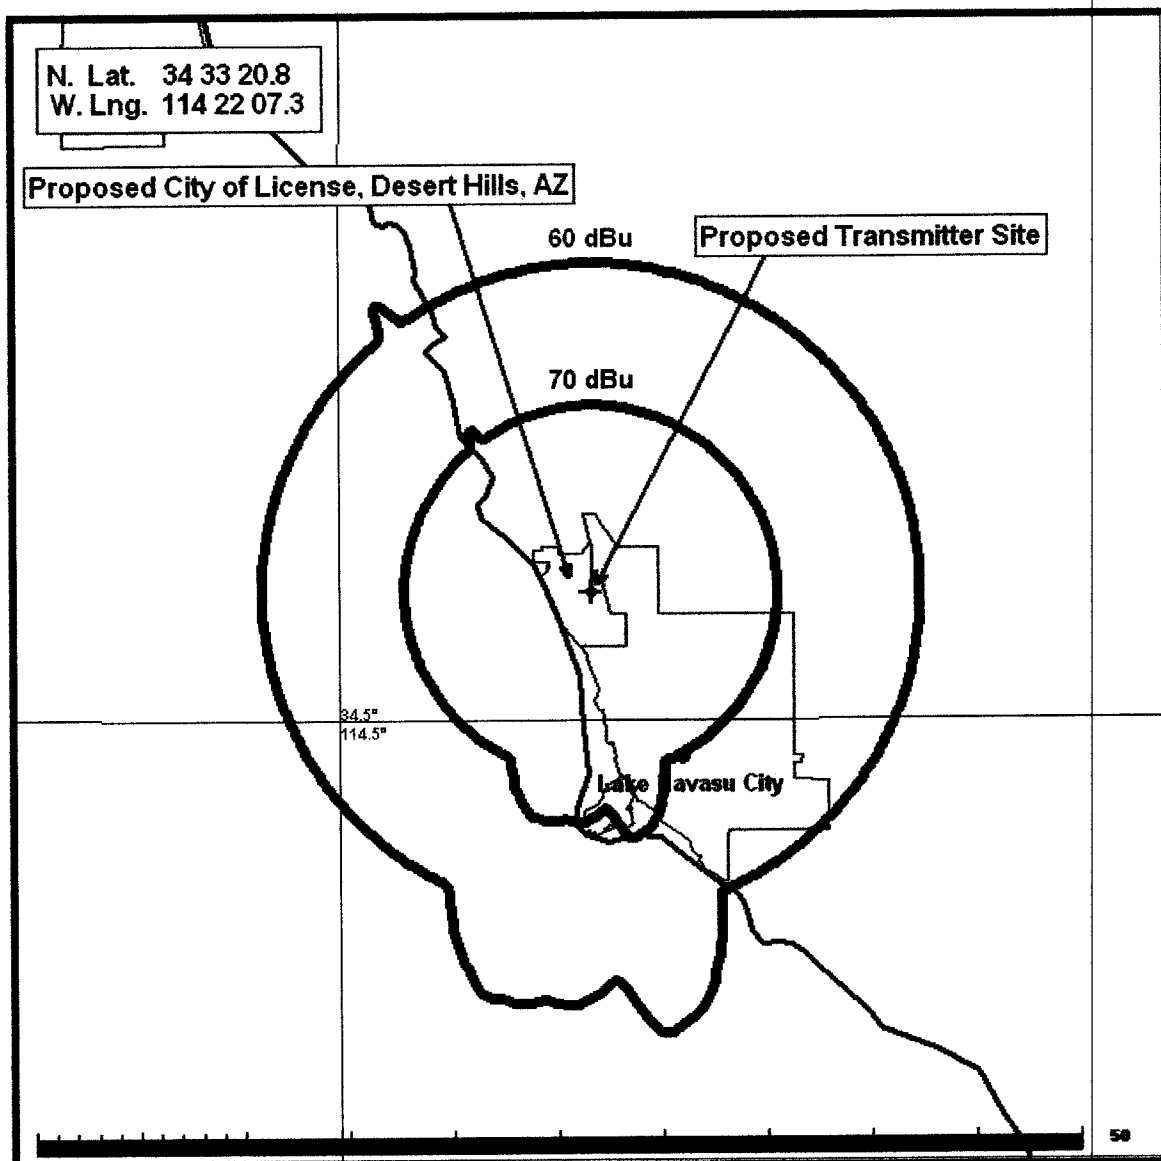 N. Lat. 34 33 20.8
W. Lng. 114 22 07.3
Proposed City of License, Desert Hills, AZ
60 dBu
Proposed Transmitter Site
70 dBu
34.5°
114.5°
Lake Havasu City
50